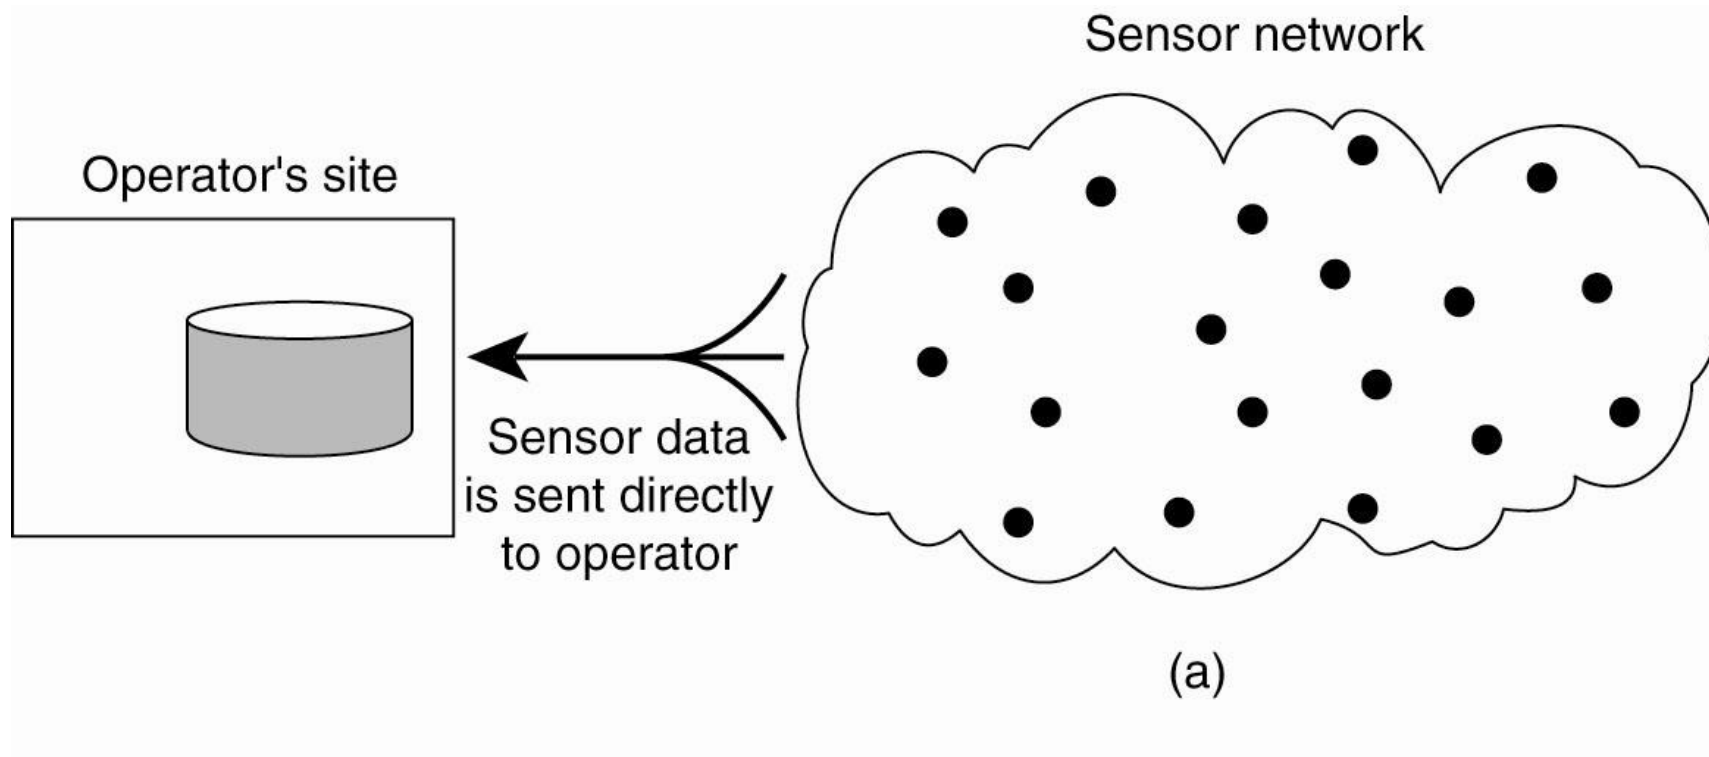 Sensor network
Operator's site
Sensor data
is sent directly
to operator
(a)